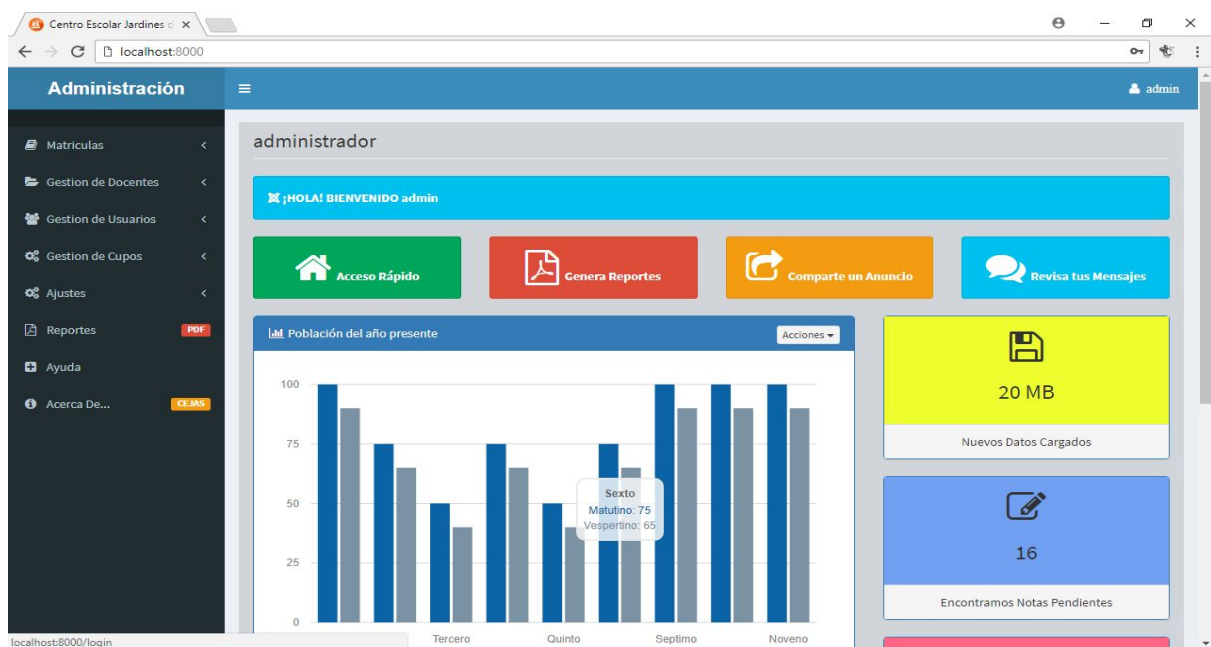 Centro Escolar Jardines d
localhost:8000
Administración
admin
Matriculas
Gestion de Docentes
Gestion de Usuarios
Gestion de Cupos
Ajustes
Reportes PDF
Ayuda
Acerca De... CEJAS
administrador
¡HOLA! BIENVENIDO admin
Acceso Rápido
Genera Reportes
Comparte un Anuncio
Revisa tus Mensajes
Población del año presente
Acciones
100
75
50
25
0
Sexto
Matutino: 75
Vespertino: 65
Tercero
Quinto
Septimo
Noveno
20 MB
Nuevos Datos Cargados
16
Encontramos Notas Pendientes
localhost:8000/login